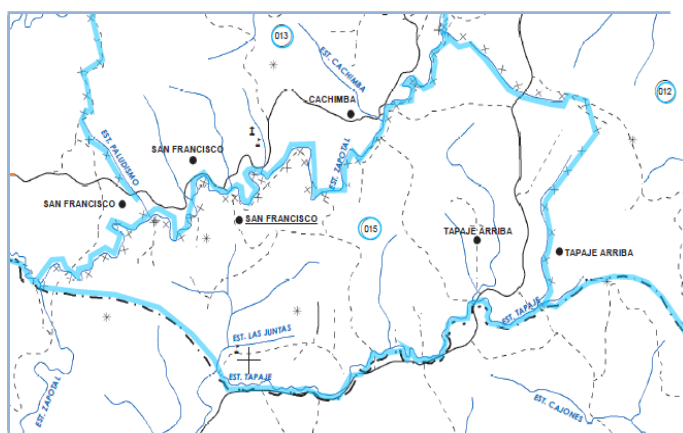 013
EST. CACHIMBA
012
CACHIMBA
SAN FRANCISCO
EST. ZAPOTAL
EST. PALUDISMO
SAN FRANCISCO
SAN FRANCISCO
015
TAPAJE ARRIBA
TAPAJE ARRIBA
EST. TAPAJE
EST. LAS JUNTAS
EST. TAPAJE
EST. ZAPOTAL
EST. CAJONES